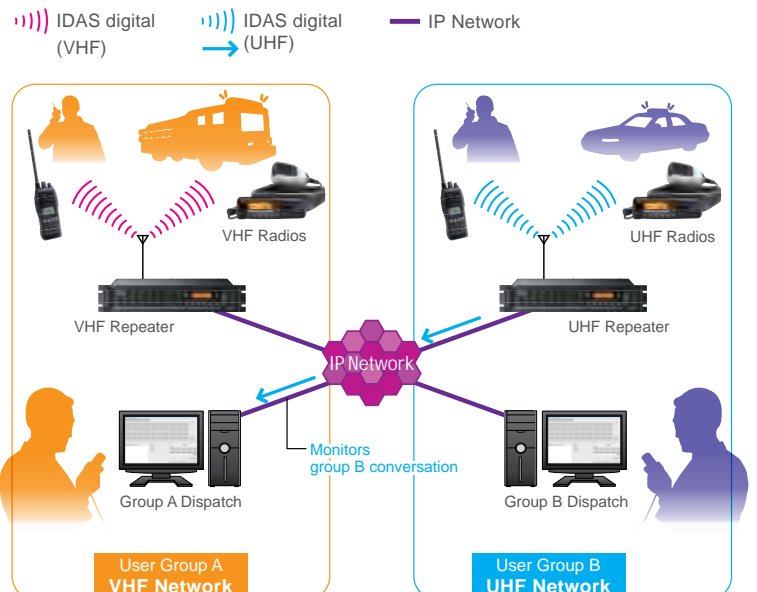 IDAS digital
(VHF)
IDAS digital
(UHF)
IP Network
VHF Radios
UHF Radios
VHF Repeater
UHF Repeater
IP Network
Monitors
group B conversation
Group A Dispatch
Group B Dispatch
User Group A
VHF Network
User Group B
UHF Network